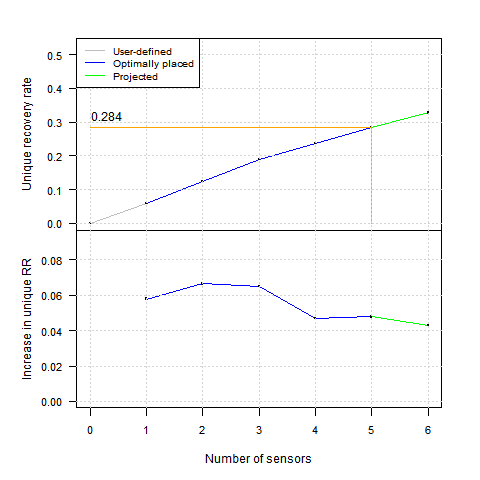 User-defined
Optimally placed
Projected
0.5
0.4
0.3
0.2
0.1
0.0
Unique recovery rate
0.284
0.08
0.06
0.04
0.02
0.00
Increase in unique RR
0 1 2 3 4 5 6
Number of sensors